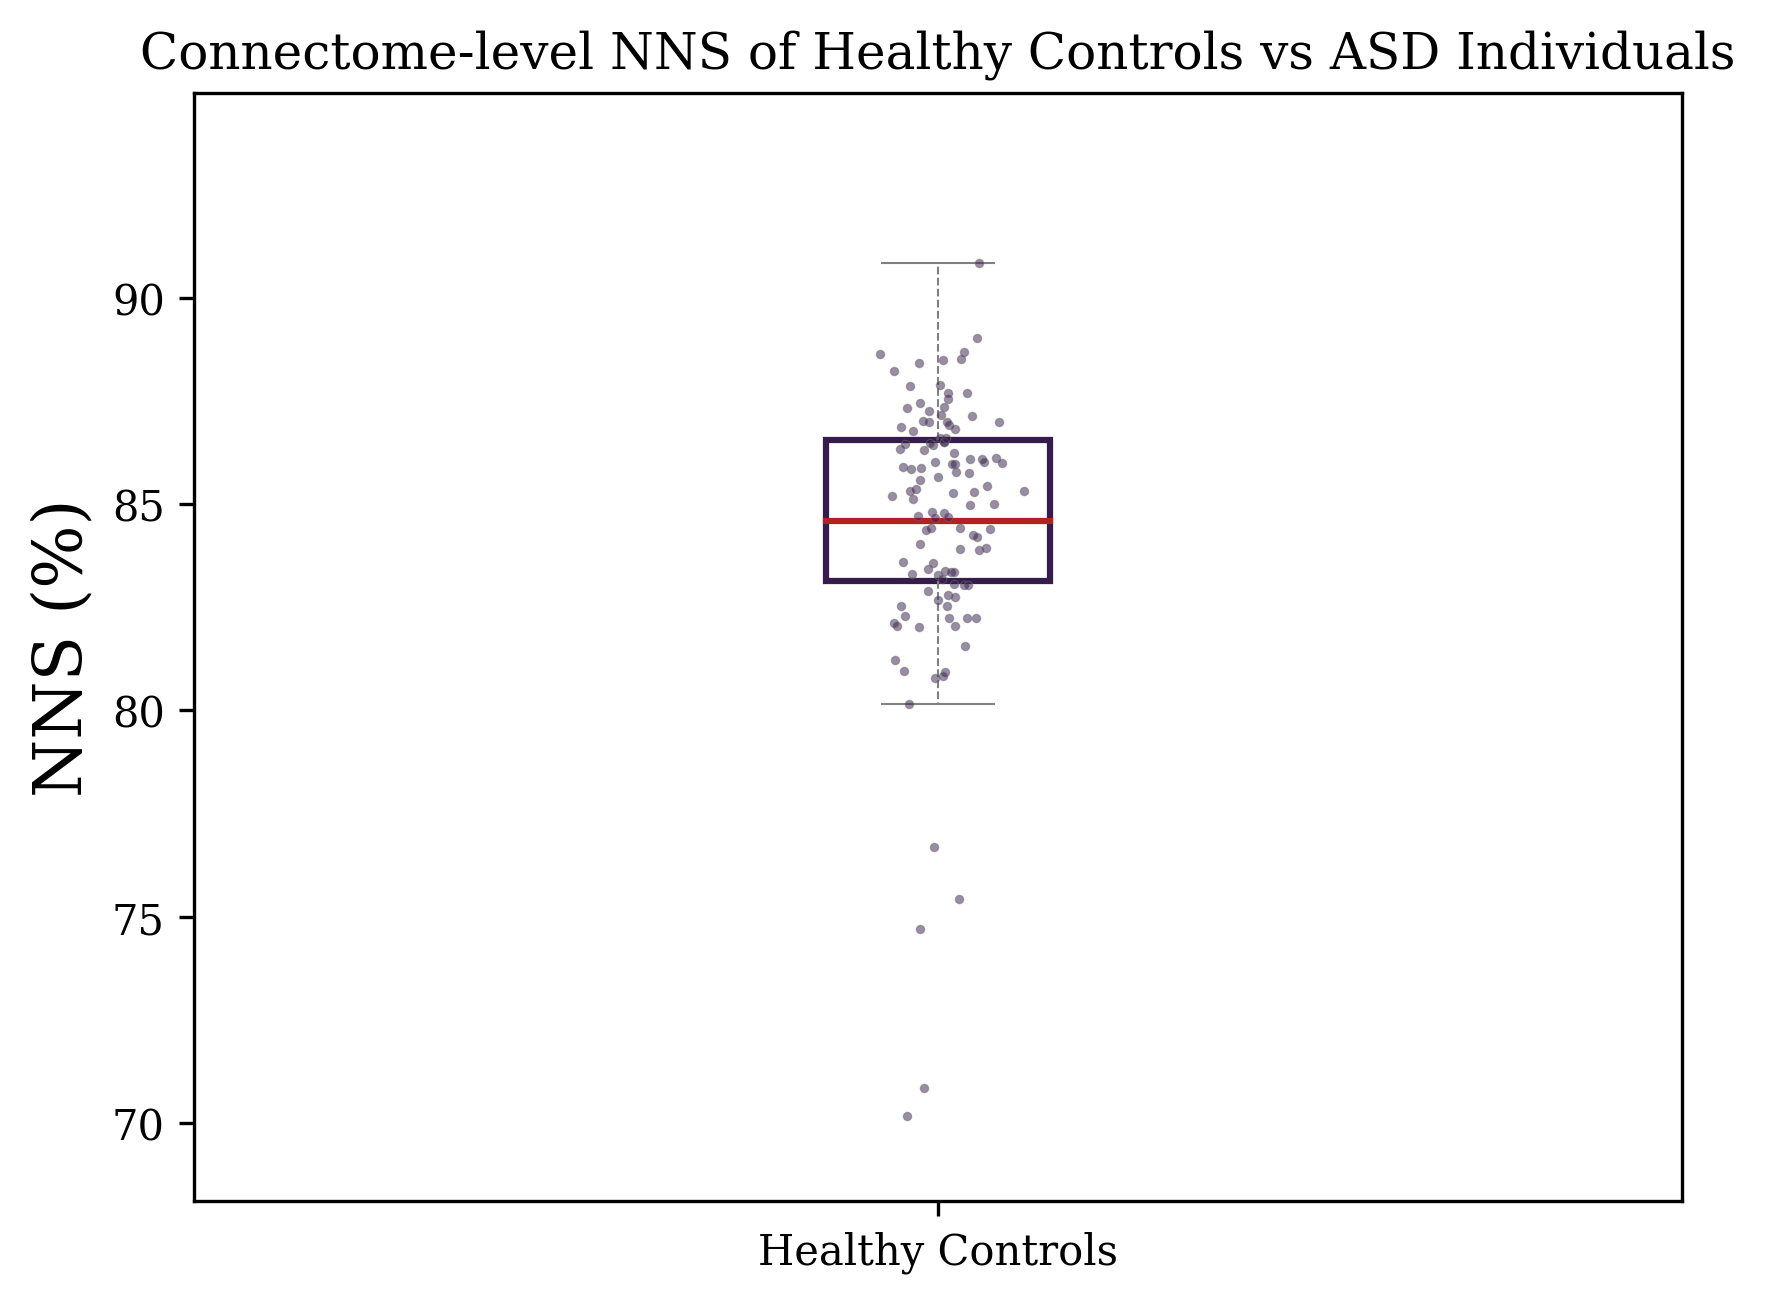 Connectome-level NNS of Healthy Controls vs ASD Individuals
NNS (%)
90
85
80
75
70
Healthy Controls